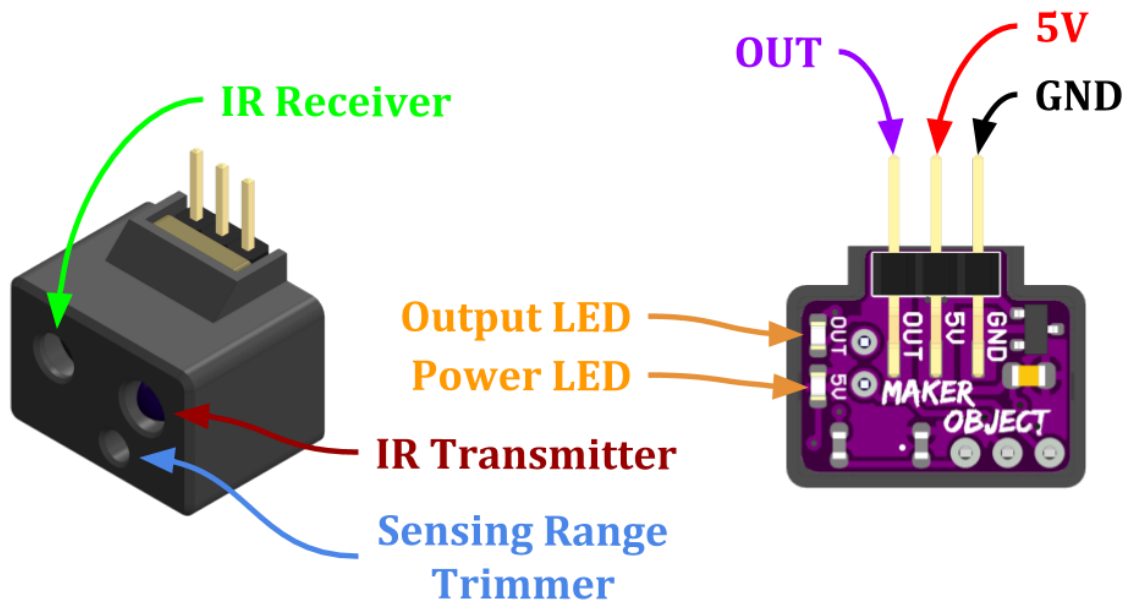 OUT
5V
GND
IR Receiver
Output LED
Power LED
IR Transmitter
Sensing Range
Trimmer
OUT
5V
OUT
5V
GND
MAKER
OBJECT